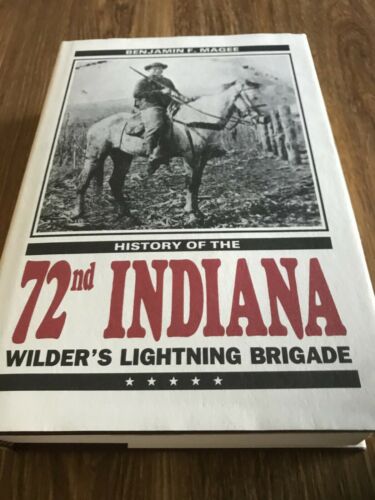 BENJAMIN F. MAGEE
HISTORY OF THE
72nd INDIANA
WILDER'S LIGHTNING BRIGADE